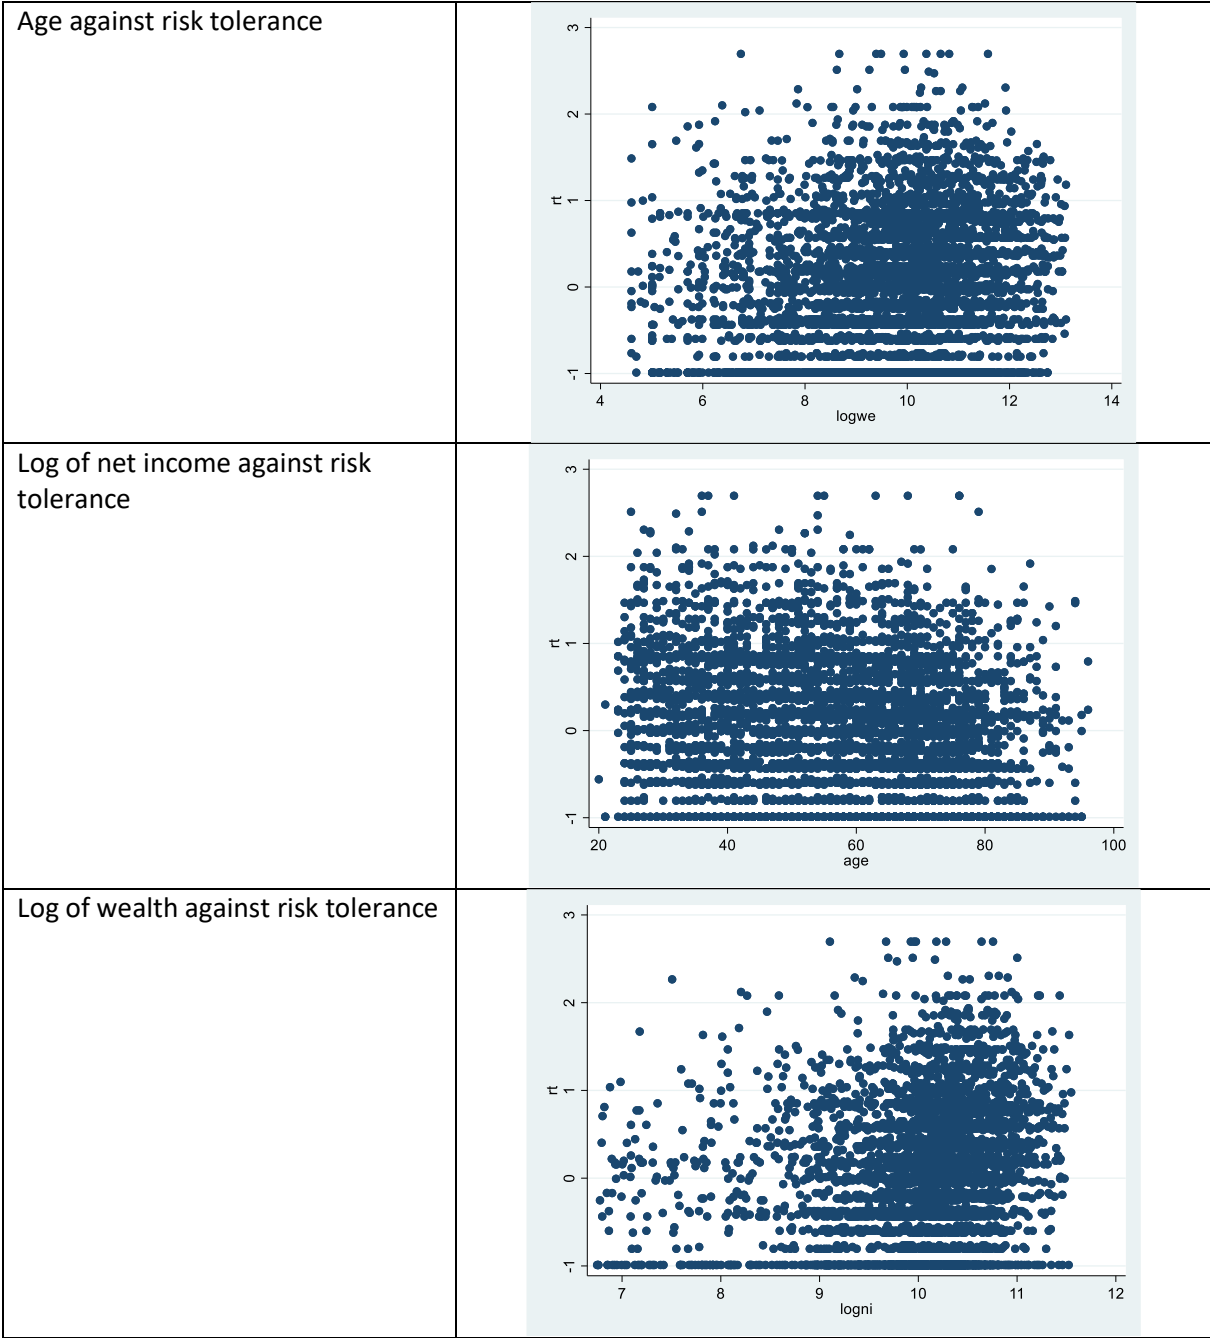 Age against risk tolerance
3
2
1
0
-1
rt
4 6 8 10 12 14
logwe
Log of net income against risk
tolerance
3
2
1
0
-1
rt
20 40 60 80 100
age
Log of wealth against risk tolerance
3
2
1
0
-1
rt
7 8 9 10 11 12
logni